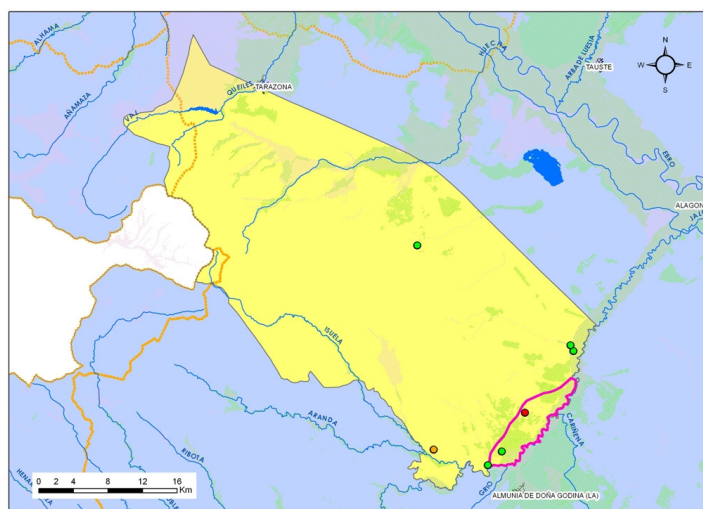 ALHAMA
AÑAMAZA
VAL
QUEILES
TARAZONA
HUECHA
ARBA DE LUESIA
TAUSTE
N
W E
S
EBRO
ALAGON
ISUELA
ARANDA
RIBOTA
CARIÑENA
GRIO
ALMUNIA DE DOÑA GODINA (LA)
0 2 4 8 12 16
Km